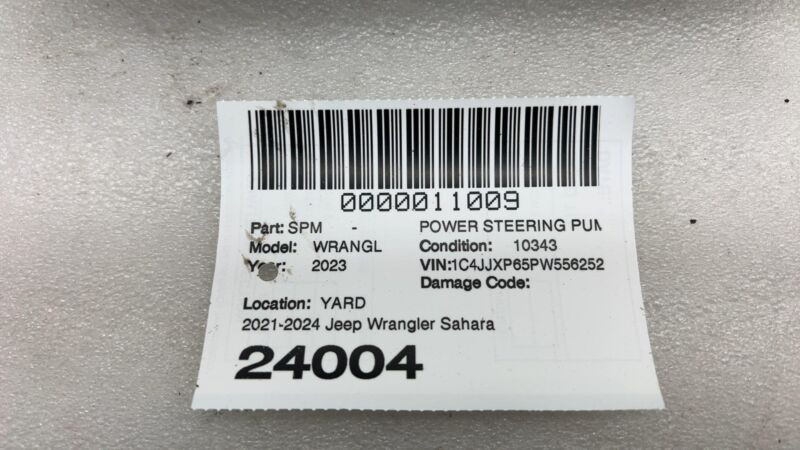 0000011009
Part: SPM - POWER STEERING PUM
Model: WRANGL Condition: 10343
Year: 2023 VIN:1C4JJXP65PW556252
Damage Code:
Location: YARD
2021-2024 Jeep Wrangler Sahara
24004